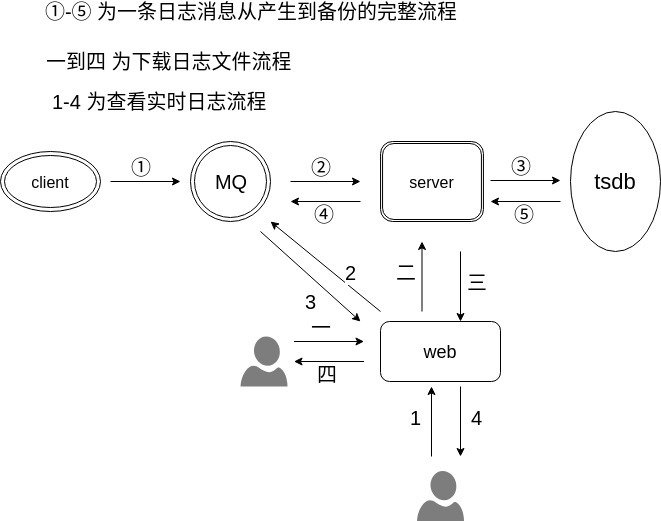 ①-⑤ 为一条日志消息从产生到备份的完整流程
一到四 为下载日志文件流程
1-4 为查看实时日志流程
client
①
MQ
②
④
server
③
⑤
tsdb
2
3
二
三
一
四
web
1
4